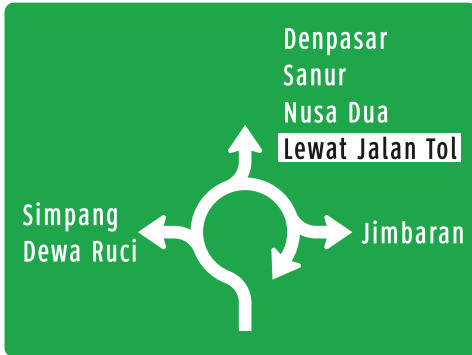 Denpasar
Sanur
Nusa Dua
Lewat Jalan Tol
Simpang
Dewa Ruci
Jimbaran